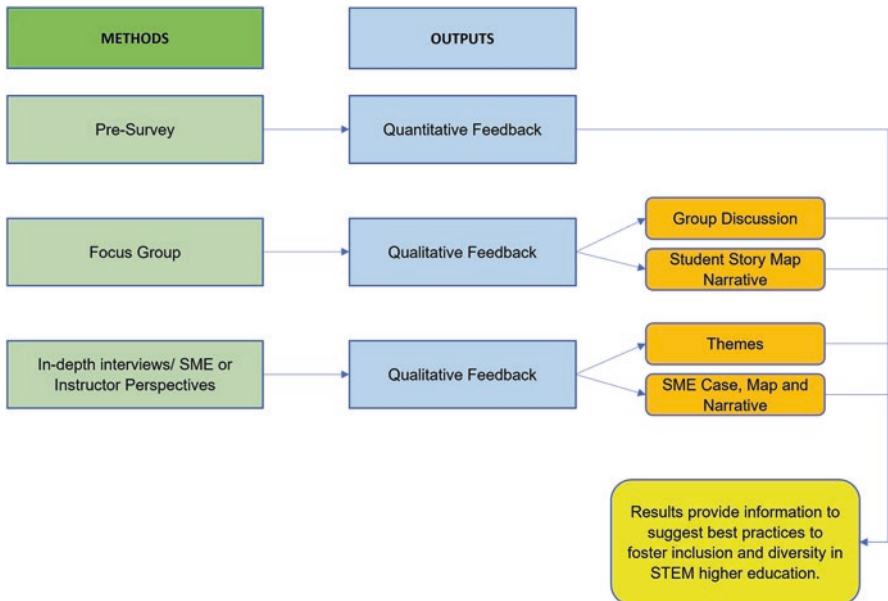 METHODS
OUTPUTS
Pre-Survey
Quantitative Feedback
Focus Group
Qualitative Feedback
Group Discussion
Student Story Map
Narrative
In-depth interviews/ SME or
Instructor Perspectives
Qualitative Feedback
Themes
SME Case, Map and
Narrative
Results provide information to
suggest best practices to
foster inclusion and diversity in
STEM higher education.